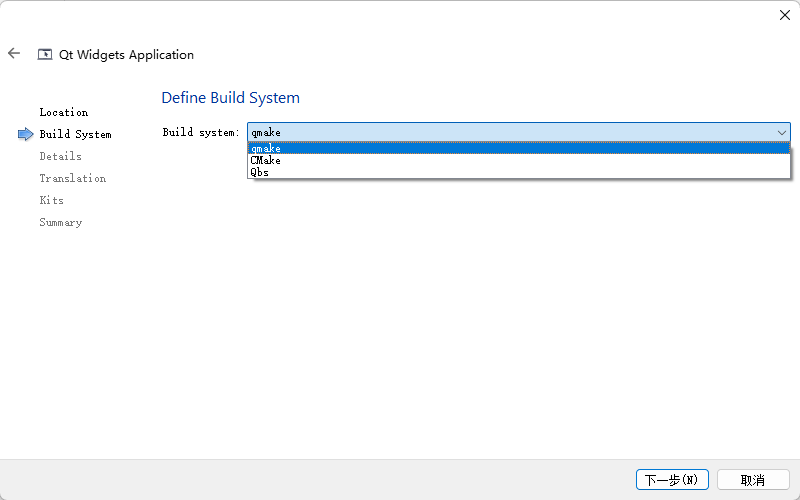 Qt Widgets Application
Define Build System
Location
Build System
Details
Translation
Kits
Summary
Build system: qmake
qmake
CMake
Qbs
下一步(N)
取消